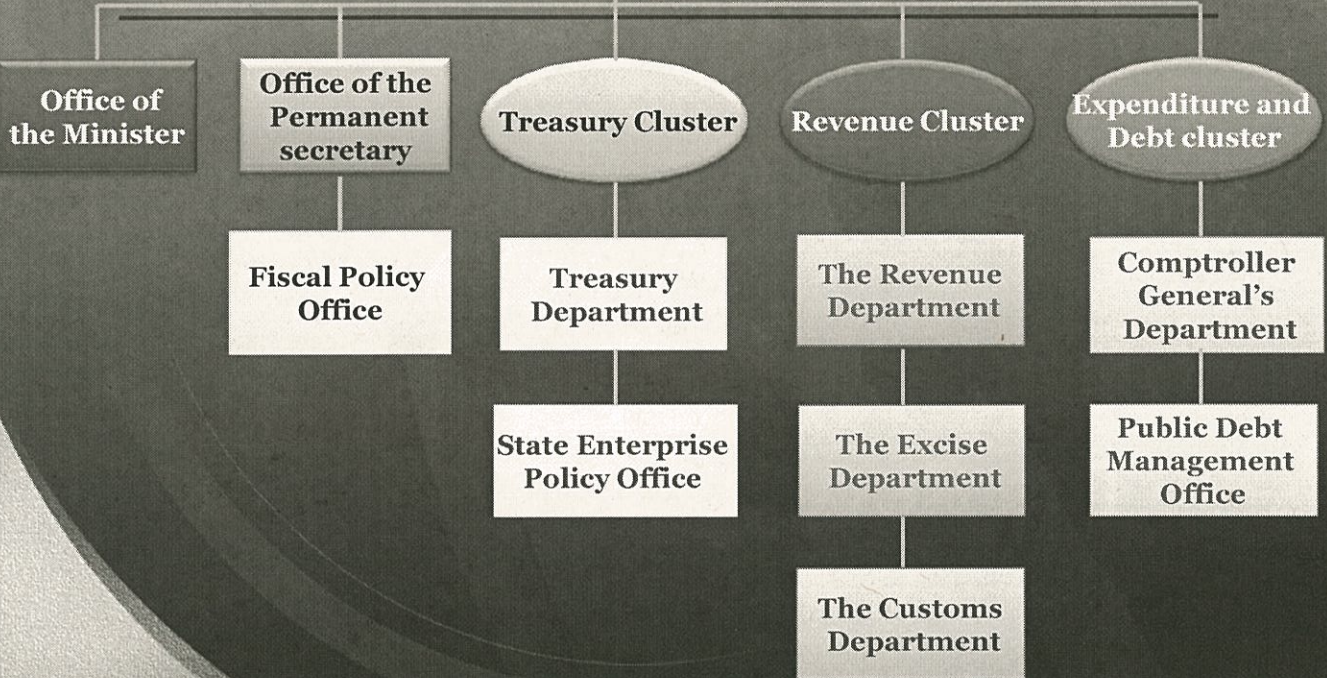 Office of
the Minister
Office of the
Permanent
secretary
Treasury Cluster
Revenue Cluster
Expenditure and
Debt cluster
Fiscal Policy
Office
Treasury
Department
The Revenue
Department
Comptroller
General's
Department
State Enterprise
Policy Office
The Excise
Department
Public Debt
Management
Office
The Customs
Department